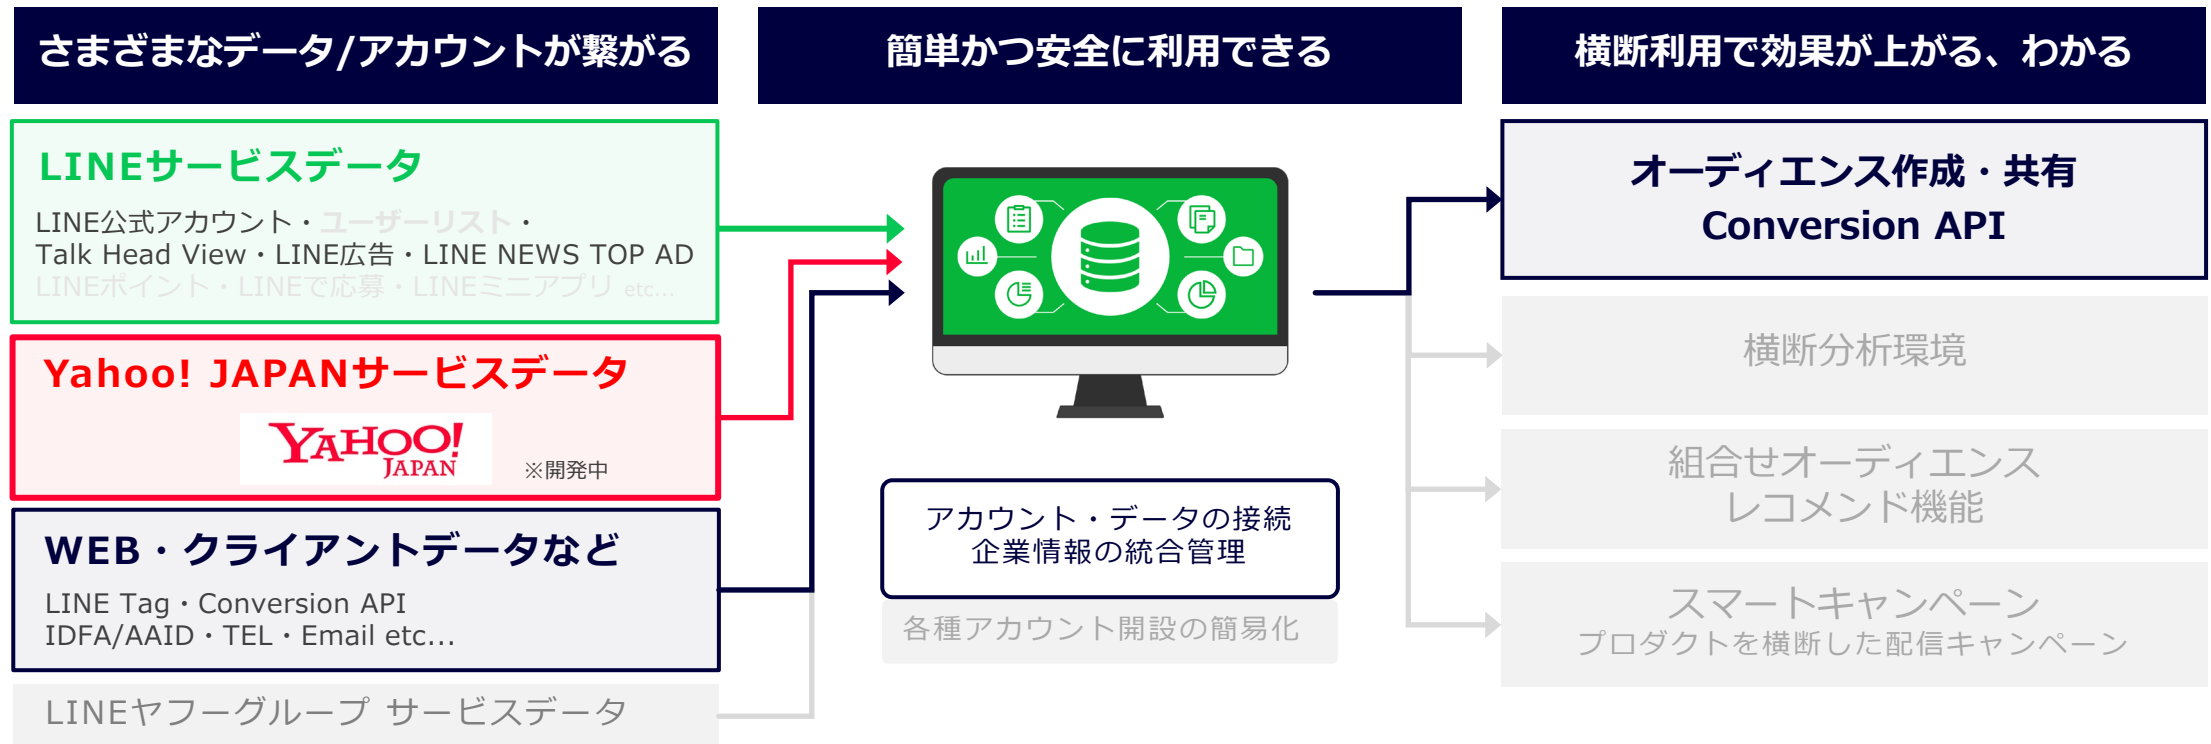 さまざまなデータ/アカウントが繋がる
簡単かつ安全に利用できる
横断利用で効果が上がる、わかる
LINEサービスデータ
LINE公式アカウント・ユーザーリスト・
Talk Head View・LINE広告・LINE NEWS TOP AD
LINEポイント・LINEで応募・LINEミニアプリ etc...
Yahoo! JAPANサービスデータ
YAHOO!
JAPAN
※開発中
WEB・クライアントデータなど
LINE Tag・Conversion API
IDFA/AAID・TEL・Email etc...
LINEヤフーグループ サービスデータ
アカウント・データの接続
企業情報の統合管理
各種アカウント開設の簡易化
オーディエンス作成・共有
Conversion API
横断分析環境
組合せオーディエンス
レコメンド機能
スマートキャンペーン
プロダクトを横断した配信キャンペーン